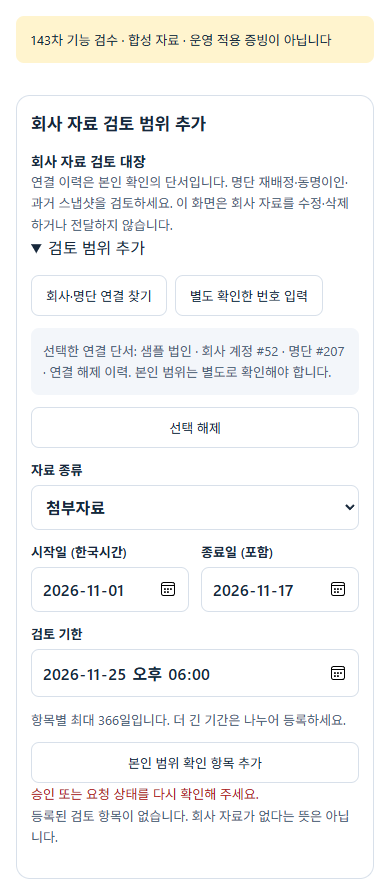 143차 기능 검수 · 합성 자료 · 운영 적용 증빙이 아닙니다
회사 자료 검토 범위 추가
회사 자료 검토 대장
연결 이력은 본인 확인의 단서입니다. 명단 재배정·동명이인·
과거 스냅샷을 검토하세요. 이 화면은 회사 자료를 수정·삭제
하거나 전달하지 않습니다.
▼ 검토 범위 추가
회사·명단 연결 찾기
별도 확인한 번호 입력
선택한 연결 단서: 샘플 법인 · 회사 계정 #52 · 명단 #207
· 연결 해제 이력. 본인 범위는 별도로 확인해야 합니다.
선택 해제
자료 종류
첨부자료
시작일 (한국시간)
종료일 (포함)
2026-11-01
2026-11-17
검토 기한
2026-11-25 오후 06:00
항목별 최대 366일입니다. 더 긴 기간은 나누어 등록하세요.
본인 범위 확인 항목 추가
승인 또는 요청 상태를 다시 확인해 주세요.
등록된 검토 항목이 없습니다. 회사 자료가 없다는 뜻은 아닙
니다.